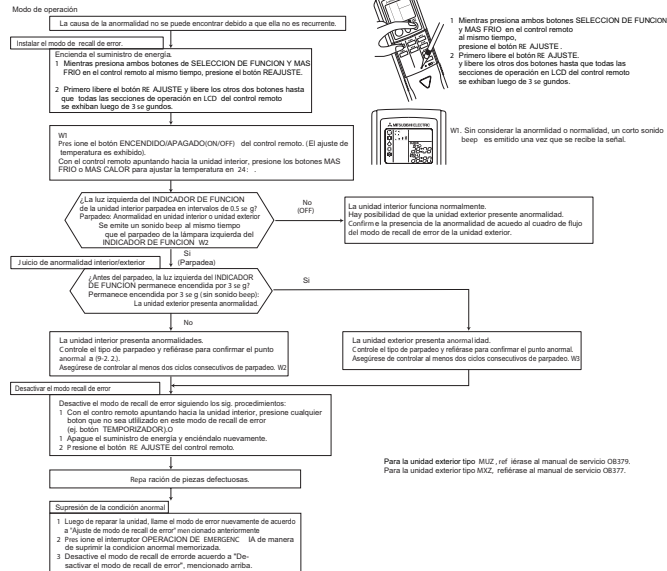 Modo de operación
La causa de la anormalidad no se puede encontrar debido a que ella no es recurrente.
Instalar el modo de recall de error.
Encienda el suministro de energía.
1 Mientras presiona ambos botones de SELECCION DE FUNCION Y MAS
FRIO en el control remoto al mismo tiempo, presione el botón REAJUSTE.
2 Primero libere el botón RE AJUSTE y libere los otros dos botones hasta
que todas las secciones de operación en LCD del control remoto
se exhiban luego de 3 se gundos.
1 Mientras presiona ambos botones SELECCION DE FUNCION
y MAS FRIO en el control remoto
al mismo tiempo,
presione el botón RE AJUSTE .
2 Primero libere el botón RE AJUSTE.
y libere los otros dos botones hasta que todas las
secciones de operación en LCD del control remoto
se exhiban luego de 3 se gundos.
W1
Pres ione el botón ENCENDIDO/APAGADO(ON/OFF) del control remoto. (El ajuste de
temperatura es exhibido).
Con el control remoto apuntando hacia la unidad interior, presione los botones MAS
FRIO o MAS CALOR para ajustar la temperatura en 24: .
MITSUBISHI ELECTRIC
W1. Sin considerar la anormlidad o normalidad, un corto sonido
beep es emitido una vez que se recibe la señal.
¿La luz izquierda del INDICADOR DE FUNCION
de la unidad interior parpadea en intervalos de 0.5 se g?
Parpadeo: Anormalidad en unidad interior o unidad exterior
Se emite un sonido beep al mismo tiempo
que el parpadeo de la lámpara izquierda del
INDICADOR DE FUNCION W2
No
(OFF)
La unidad interior funciona normalmente.
Hay posibilidad de que la unidad exterior presente anormalidad.
Confirm e la presencia de la anormalidad de acuedo al cuadro de flujo
del modo de recall de error de la unidad exterior.
Si
(Parpadea)
J uicio de anormalidad interior/exterior
¿Antes del parpadeo, la luz izquierda del INDICADOR
DE FUNCION permanece encendida por 3 se g?
Permanece encendida por 3 se g (sin sonido beep):
La unidad exterior presenta anormalidad.
Si
No
La unidad interior presenta anormalidades.
Controle el tipo de parpadeo y refiérase para confirmar el punto
anormal a (9-2. 2.).
Asegúrese de controlar al menos dos ciclos consecutivos de parpadeo. W2
La unidad exterior presenta anormal idad.
Controle el tipo de parpadeo y refiérase para confirmar el punto anormal.
Asegúrese de controlar al menos dos ciclos consecutivos de parpadeo. W3
Desactivar el modo recall de error
Desactive el modo de recall de error siguiendo los sig. procedimientos:
1 Con el contro remoto apuntando hacia la unidad interior, presione cualquier
boton que no sea utilizado en este modo de recall de error
(ej. botón TEMPORIZADOR).O
1 Apague el suministro de energía y enciéndalo nuevamente.
2 P resione el botón RE AJUSTE del control remoto.
Para la unidad exterior tipo MUZ , ref iérase al manual de servicio OB379.
Para la unidad exterior tipo MXZ, refiérase al manual de servicio OB377.
Repa ración de piezas defectuosas.
Supresión de la condición anormal
1 Luego de reparar la unidad, llame el modo de error nuevamente de acuerdo
a "Ajuste de modo de recall de error" men cionado anteriormente
2 Pres ione el interruptor OPERACION DE EMERGENC IA de manera
de suprimir la condicion anormal memorizada.
3 Desactive el modo de recall de errorde acuerdo a "De-
sactivar el modo de recall de error", mencionado arriba.